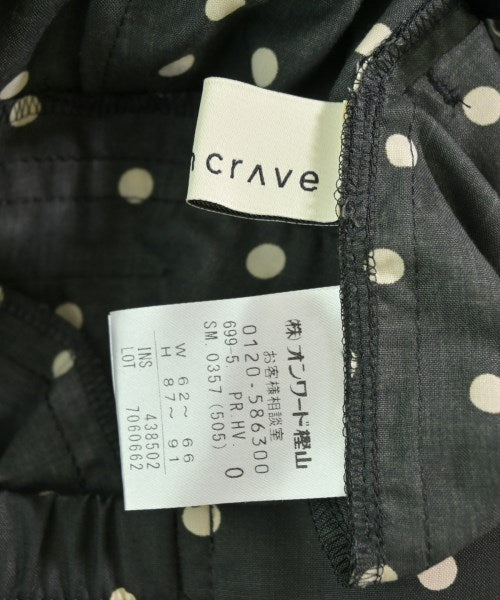 n crave
(株) オンワード樫山
お客様相談室
0120-586300
699-5. PR.HV. 0
SM. 0357 (505)
W 62~ 66
H 87~ 91
INS 438502
LOT 7060662